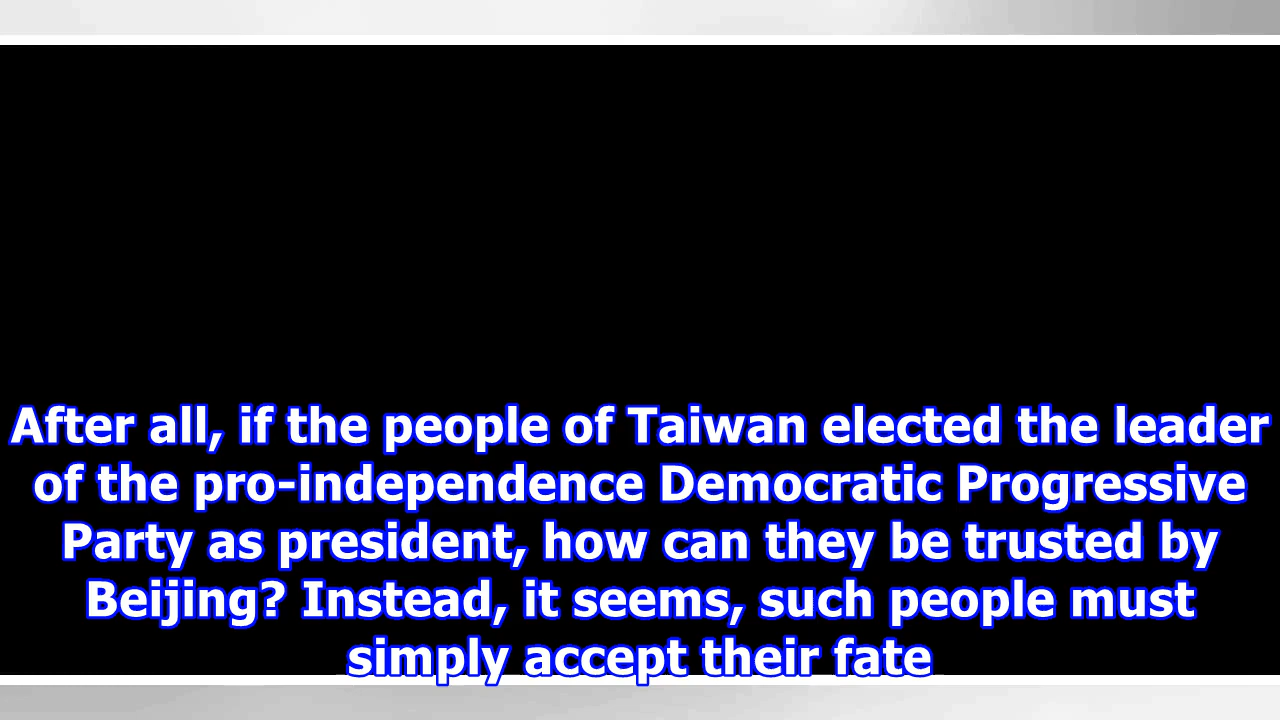 After all, if the people of Taiwan elected the leader
of the pro-independence Democratic Progressive
Party as president, how can they be trusted by
Beijing? Instead, it seems, such people must
simply accept their fate